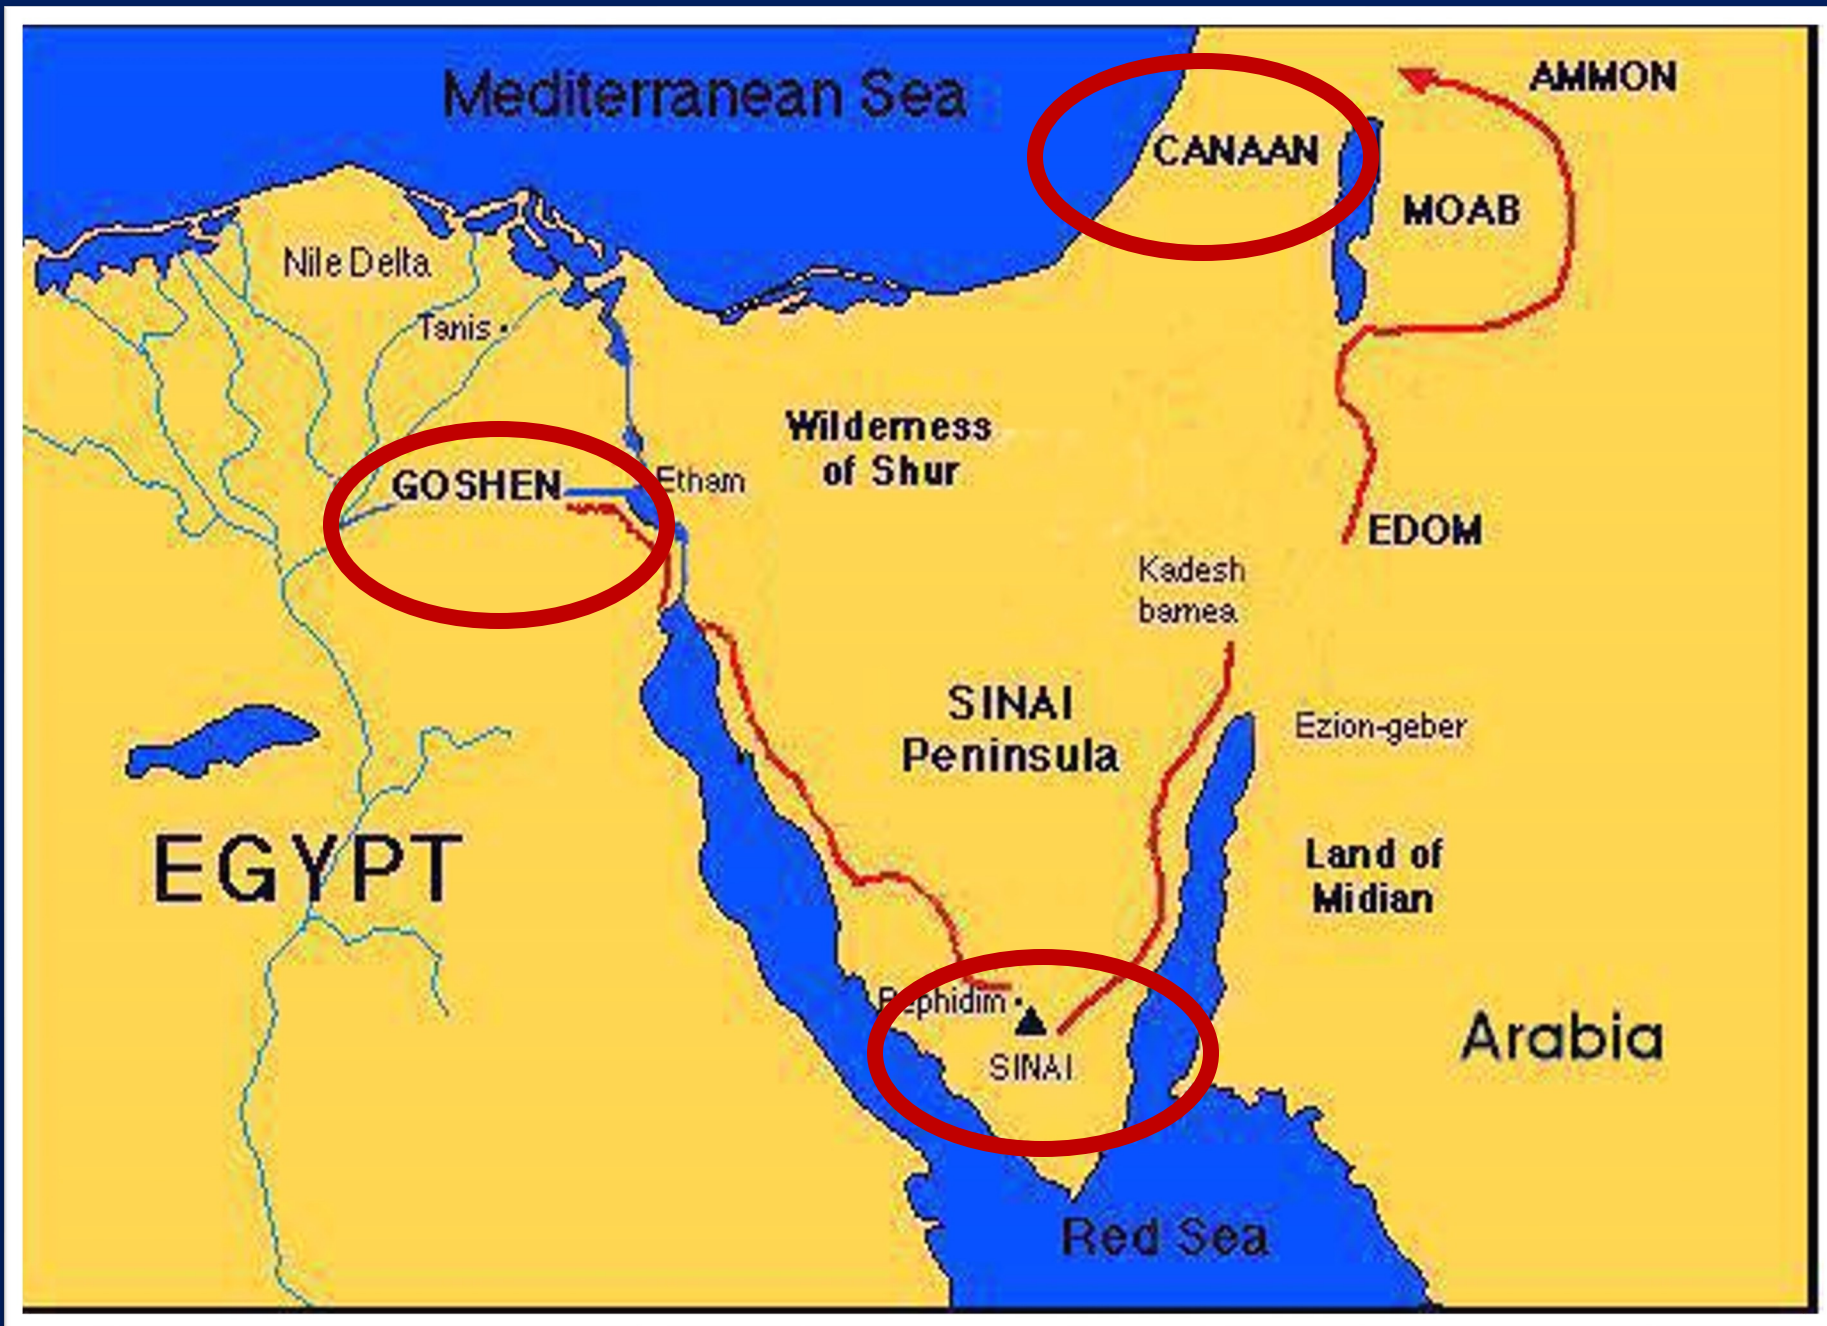 Mediterranean Sea
AMMON
CANAAN
MOAB
Nile Delta
Tanis
Wilderness
of Shur
GOSHEN
Etham
EDOM
Kadesh
barnea
SINAI
Peninsula
Ezion-geber
EGYPT
Land of
Midian
Rephidim
SINAI
Arabia
Red Sea